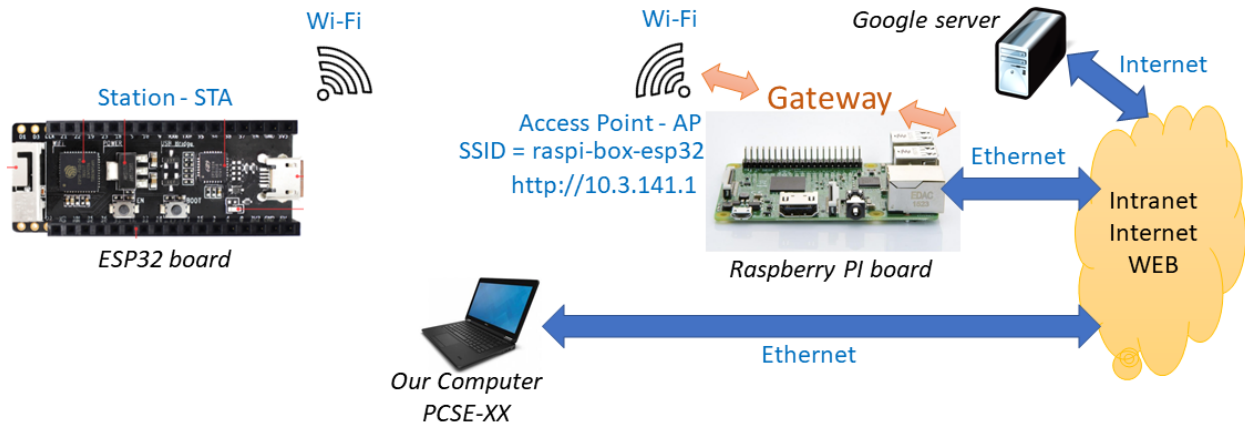 Wi-Fi
Wi-Fi
Google server
Internet
Station - STA
Gateway
Access Point - AP
SSID = raspi-box-esp32
http://10.3.141.1
Ethernet
Intranet
Internet
WEB
ESP32 board
Raspberry PI board
Ethernet
Our Computer
PCSE-XX